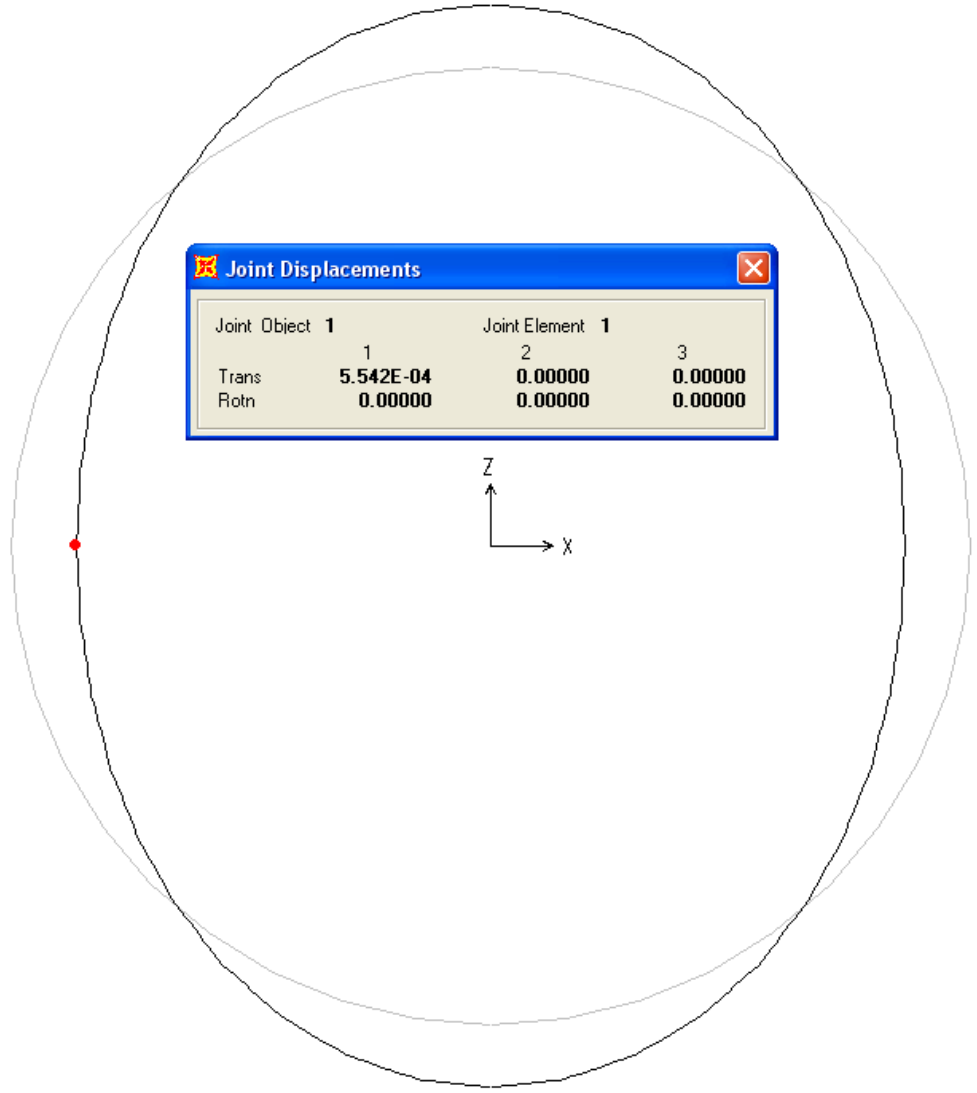 Joint Displacements
Joint Object 1 Joint Element 1
1 2 3
Trans 5.542E-04 0.00000 0.00000
Rotn 0.00000 0.00000 0.00000
Z
X